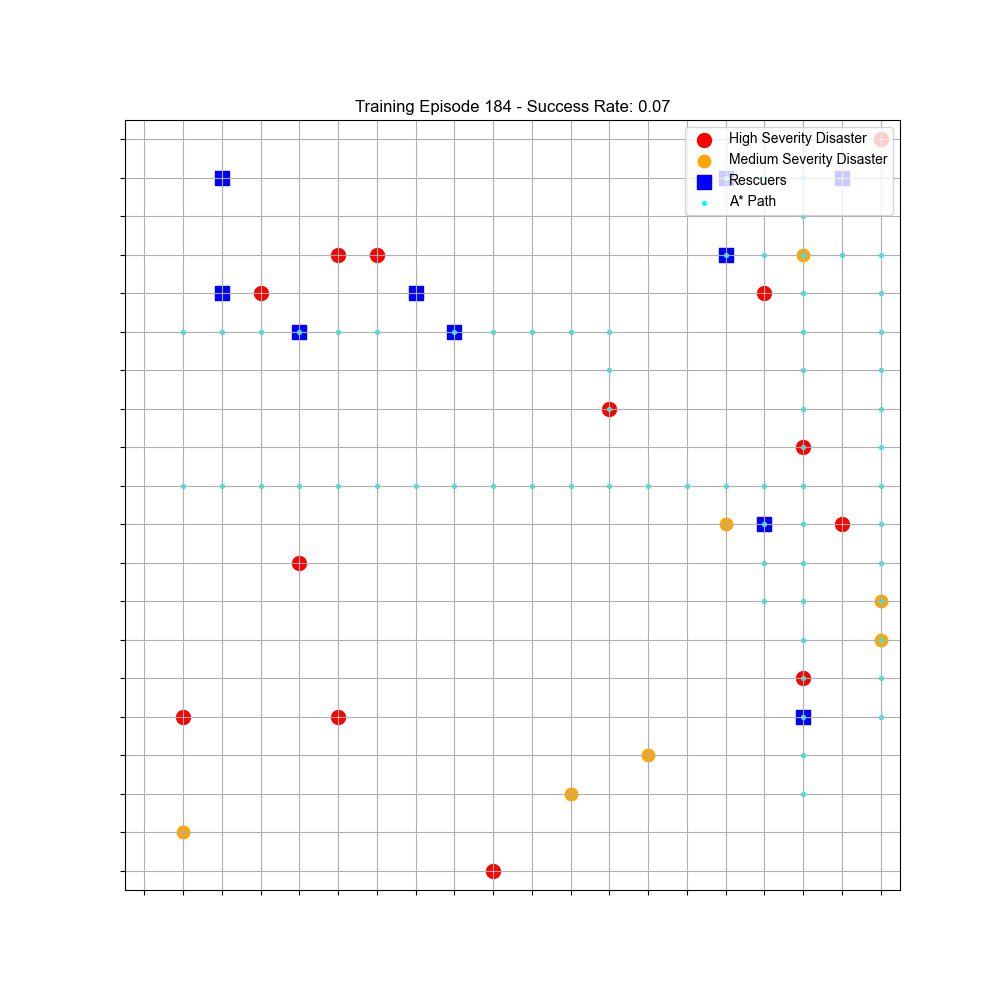 Training Episode 184 - Success Rate: 0.07
High Severity Disaster
Medium Severity Disaster
Rescuers
A* Path